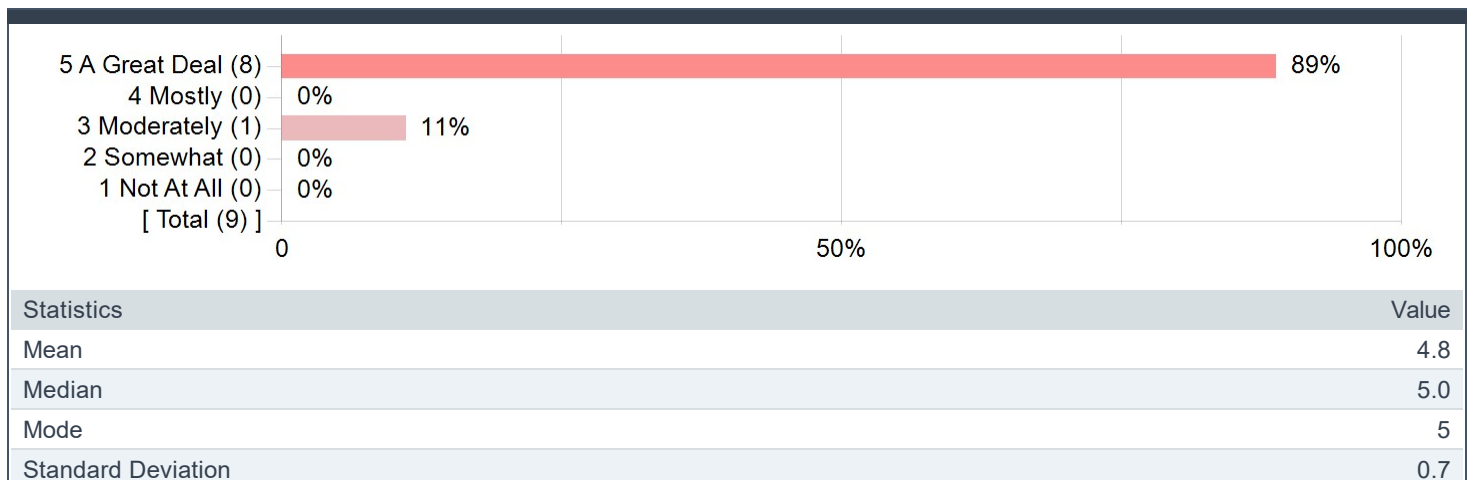 5 A Great Deal (8) 89%
4 Mostly (0) 0%
3 Moderately (1) 11%
2 Somewhat (0) 0%
1 Not At All (0) 0%
[ Total (9) ]
0 50% 100%
Statistics Value
Mean 4.8
Median 5.0
Mode 5
Standard Deviation 0.7